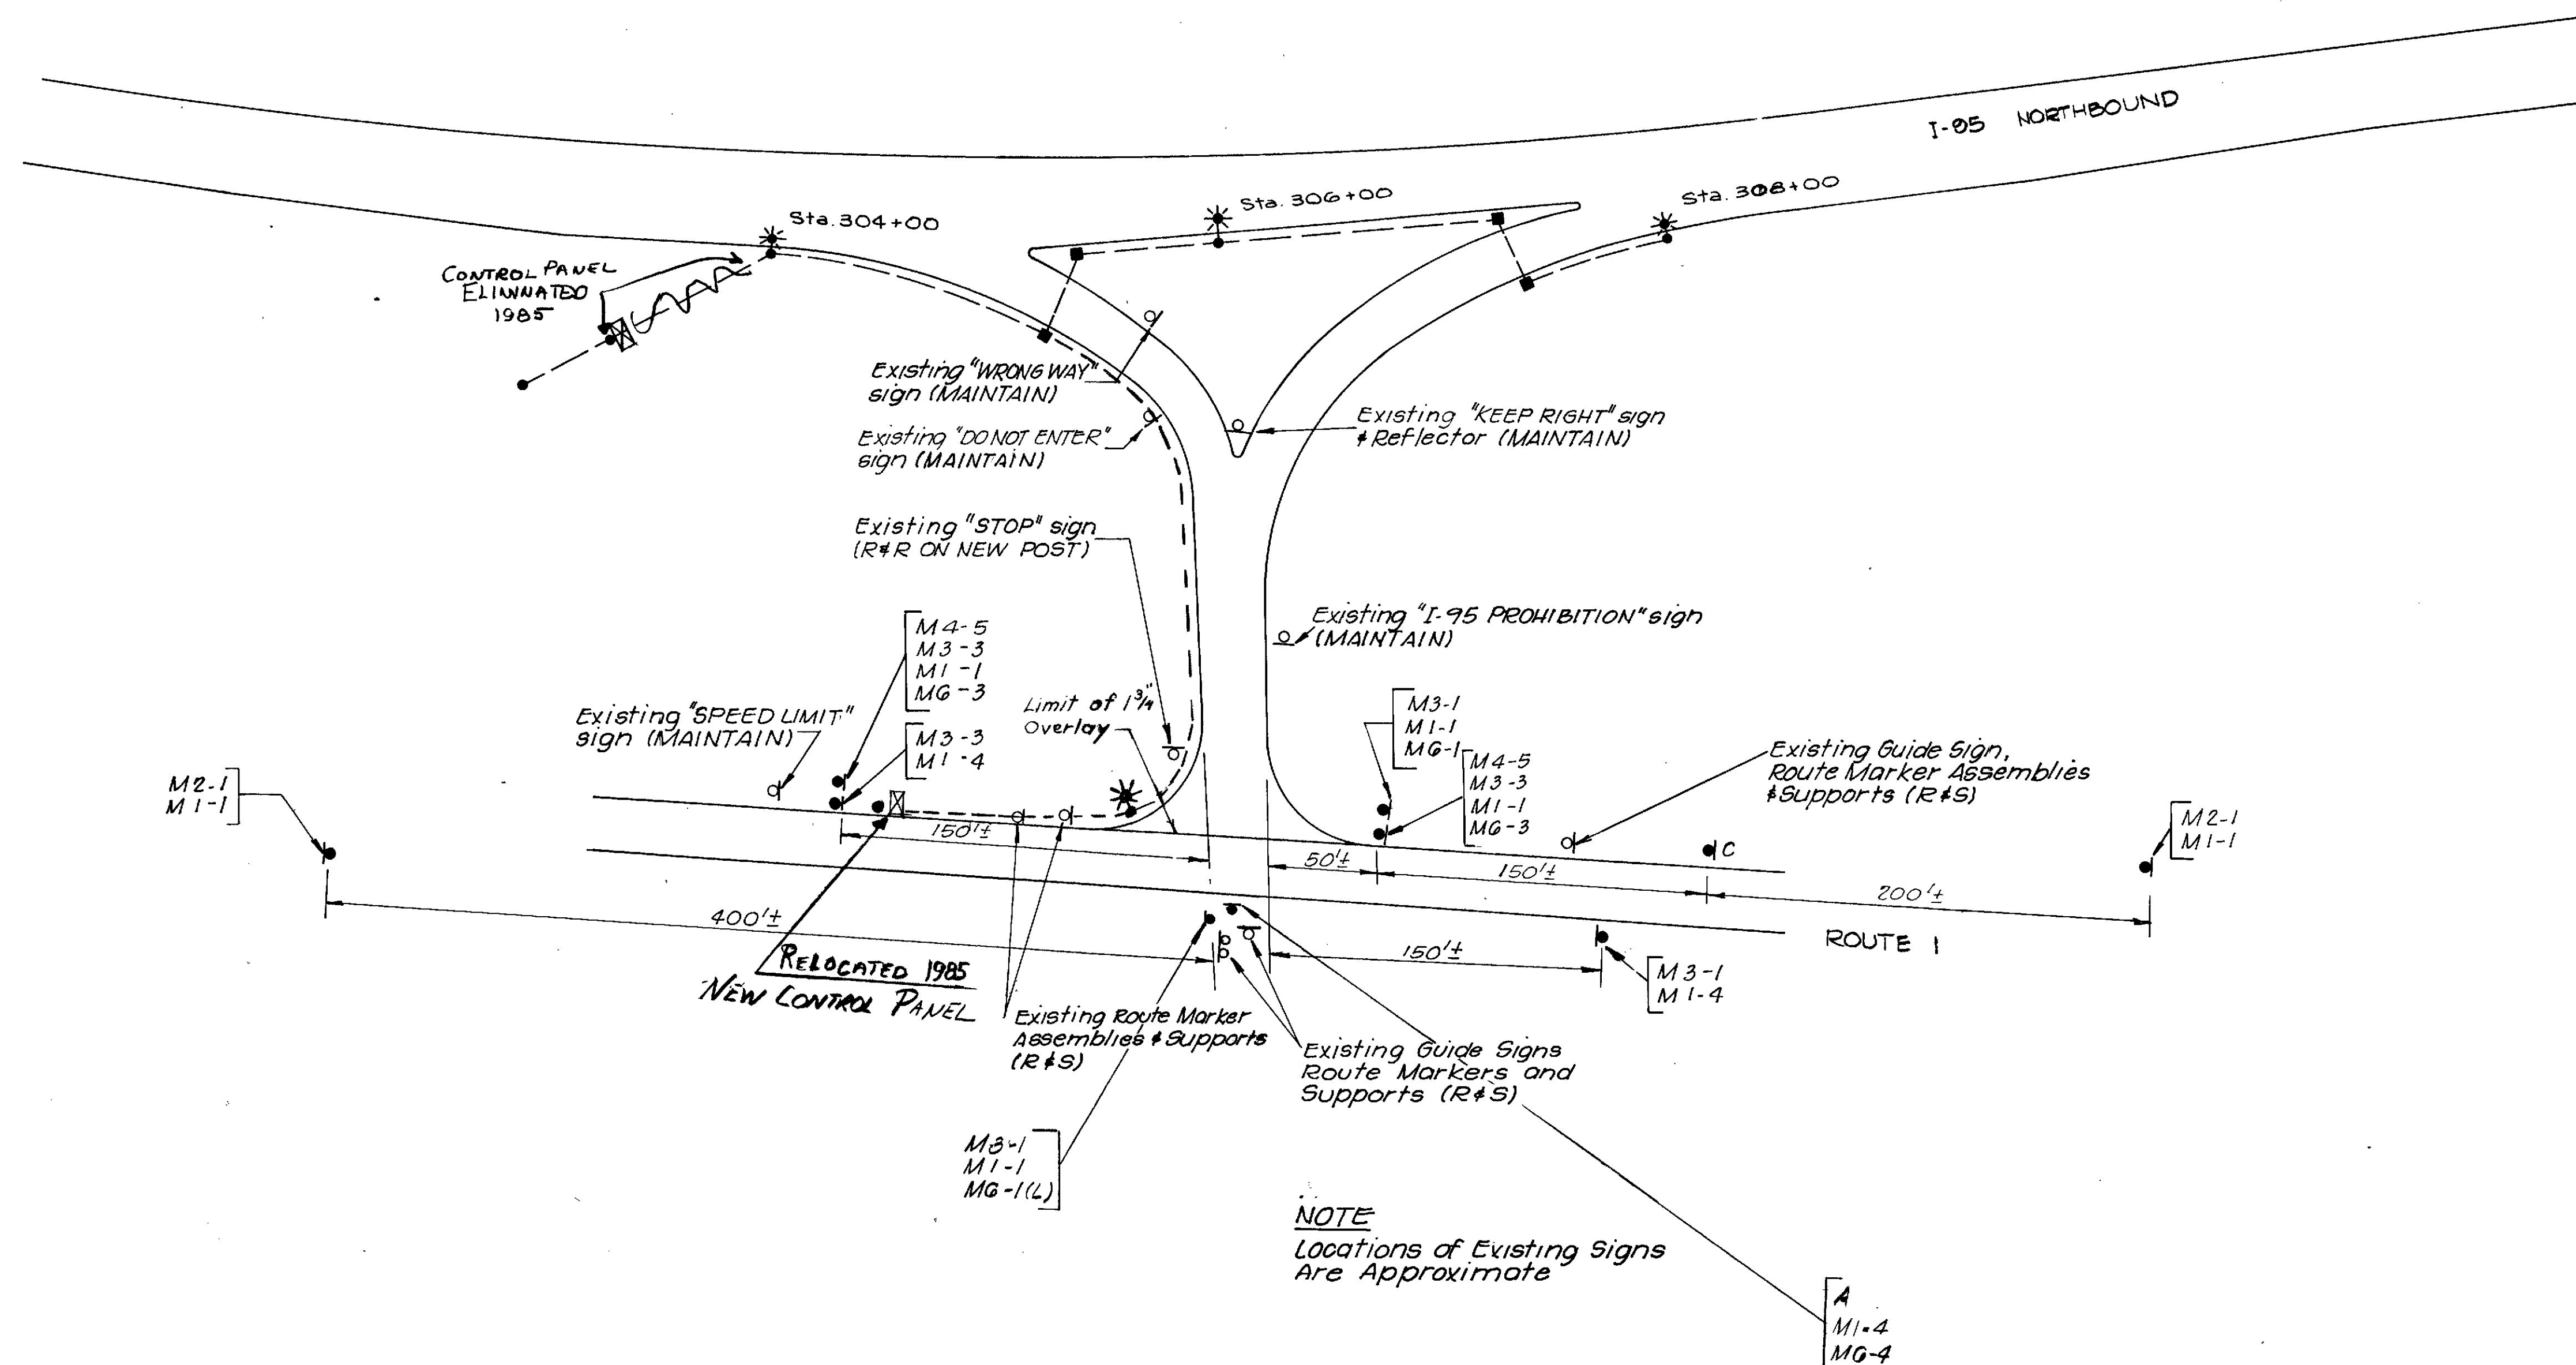 I-95 NORTHBOUND
Sta. 304+00
Sta. 306+00
Sta. 308+00
CONTROL PANEL
ELIMNATED
1985
Existing "WRONG WAY"
sign (MAINTAIN)
Existing "DO NOT ENTER"
sign (MAINTAIN)
Existing "KEEP RIGHT" sign
& Reflector (MAINTAIN)
Existing "STOP" sign
(R&R ON NEW POST)
Existing "I-95 PROHIBITION" sign
(MAINTAIN)
M4-5
M3-3
M1-1
M6-3
M3-3
M1-4
Limit of 1 3/4"
Overlay
Existing "SPEED LIMIT"
sign (MAINTAIN)
M2-1
M1-1
M3-1
M1-1
M6-1
M4-5
M3-3
M1-1
M6-3
Existing Guide Sign,
Route Marker Assemblies
& Supports (R&S)
C
M2-1
M1-1
150'±
50'±
150'±
200'±
400'±
150'±
ROUTE 1
RELOCATED 1985
NEW CONTROL PANEL
M3-1
M1-4
Existing Route Marker
Assemblies & Supports
(R&S)
Existing Guide Signs
Route Markers and
Supports (R&S)
M3-1
M1-1
M6-1(L)
NOTE
Locations of Existing Signs
Are Approximate
A
M1-4
M6-4